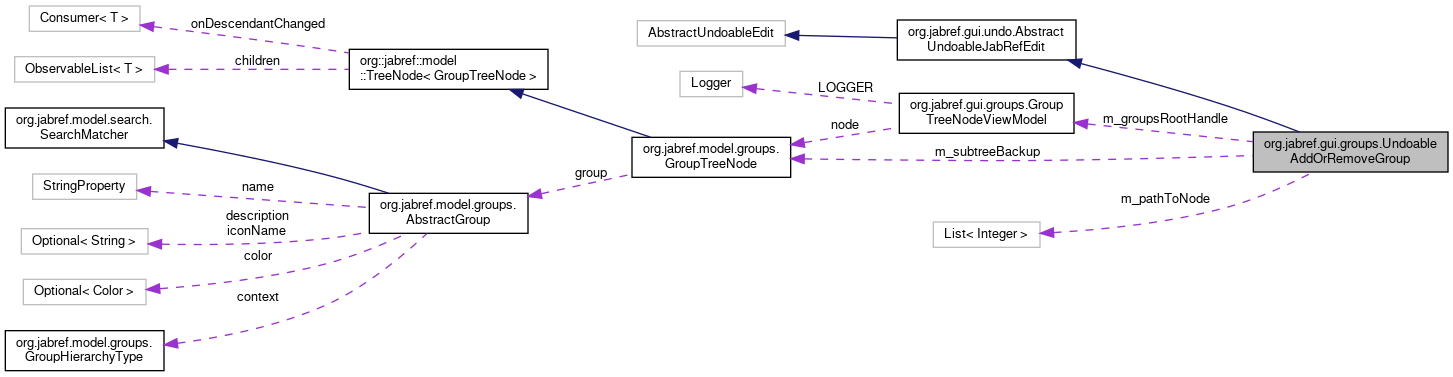 Consumer< T >
onDescendantChanged
ObservableList< T >
children
org::jabref::model
::TreeNode< GroupTreeNode >
org.jabref.model.search.
SearchMatcher
StringProperty
name
description
iconName
Optional< String >
color
Optional< Color >
context
org.jabref.model.groups.
GroupHierarchyType
org.jabref.model.groups.
AbstractGroup
group
org.jabref.model.groups.
GroupTreeNode
AbstractUndoableEdit
Logger
LOGGER
node
m_subtreeBackup
org.jabref.gui.undo.Abstract
UndoableJabRefEdit
org.jabref.gui.groups.Group
TreeNodeViewModel
m_groupsRootHandle
m_pathToNode
List< Integer >
org.jabref.gui.groups.Undoable
AddOrRemoveGroup